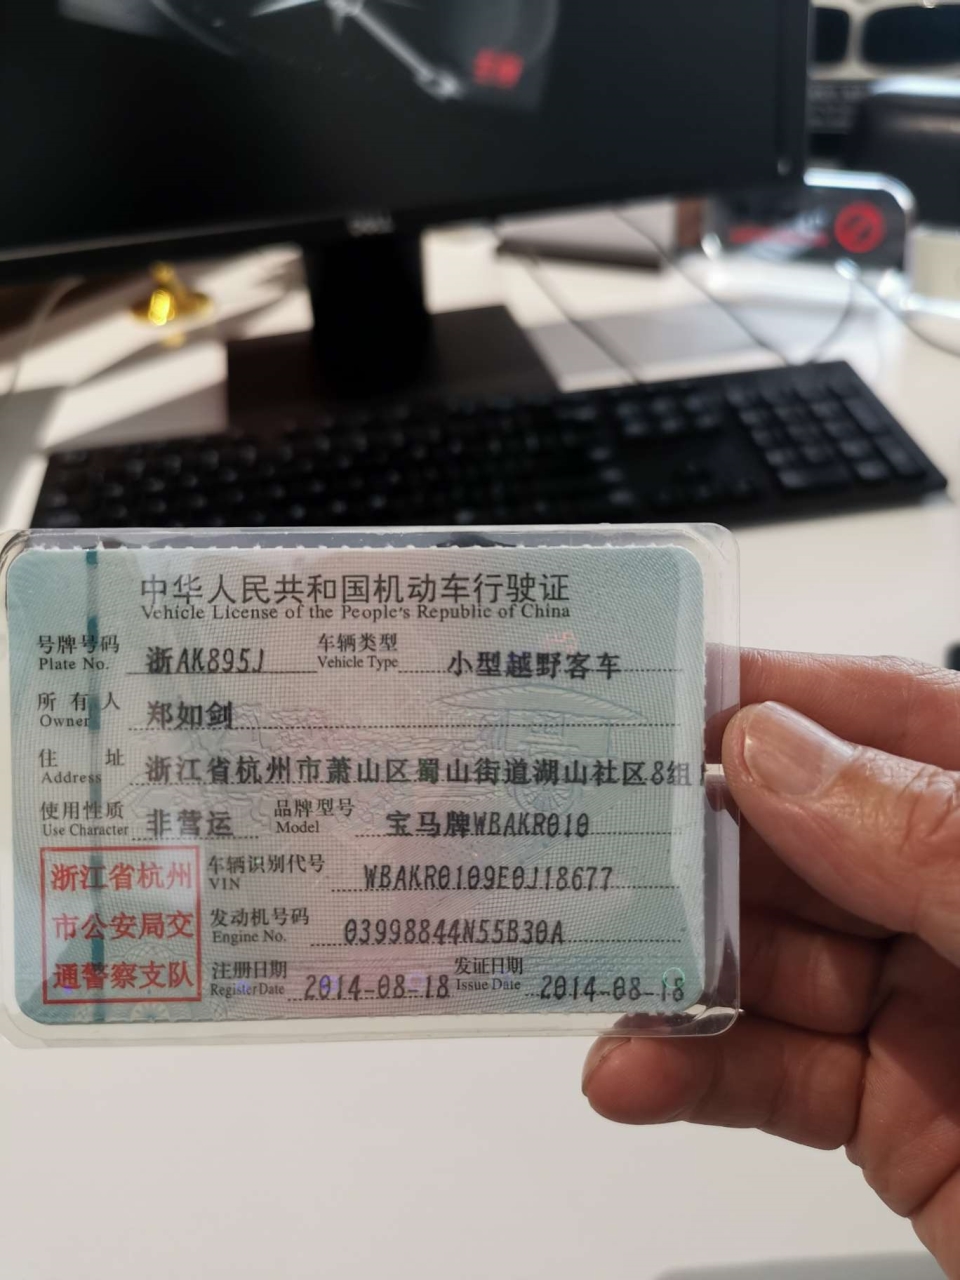 DELL
中华人民共和国机动车行驶证
Vehicle License of the People's Republic of China
号牌号码 浙AK895J 车辆类型 小型越野客车
Plate No. Vehicle Type
所有人 郑如剑
Owner
住址 浙江省杭州市萧山区蜀山街道湖山社区8组
Address
使用性质 非营运 品牌型号 宝马牌WBAKR010
Use Character Model
浙江省杭州
市公安局交
通警察支队
车辆识别代号 WBAKR0109E0J18677
VIN
发动机号码 03998844N55B30A
Engine No.
注册日期 2014-08-18 发证日期 2014-08-18
Register Date Issue Date